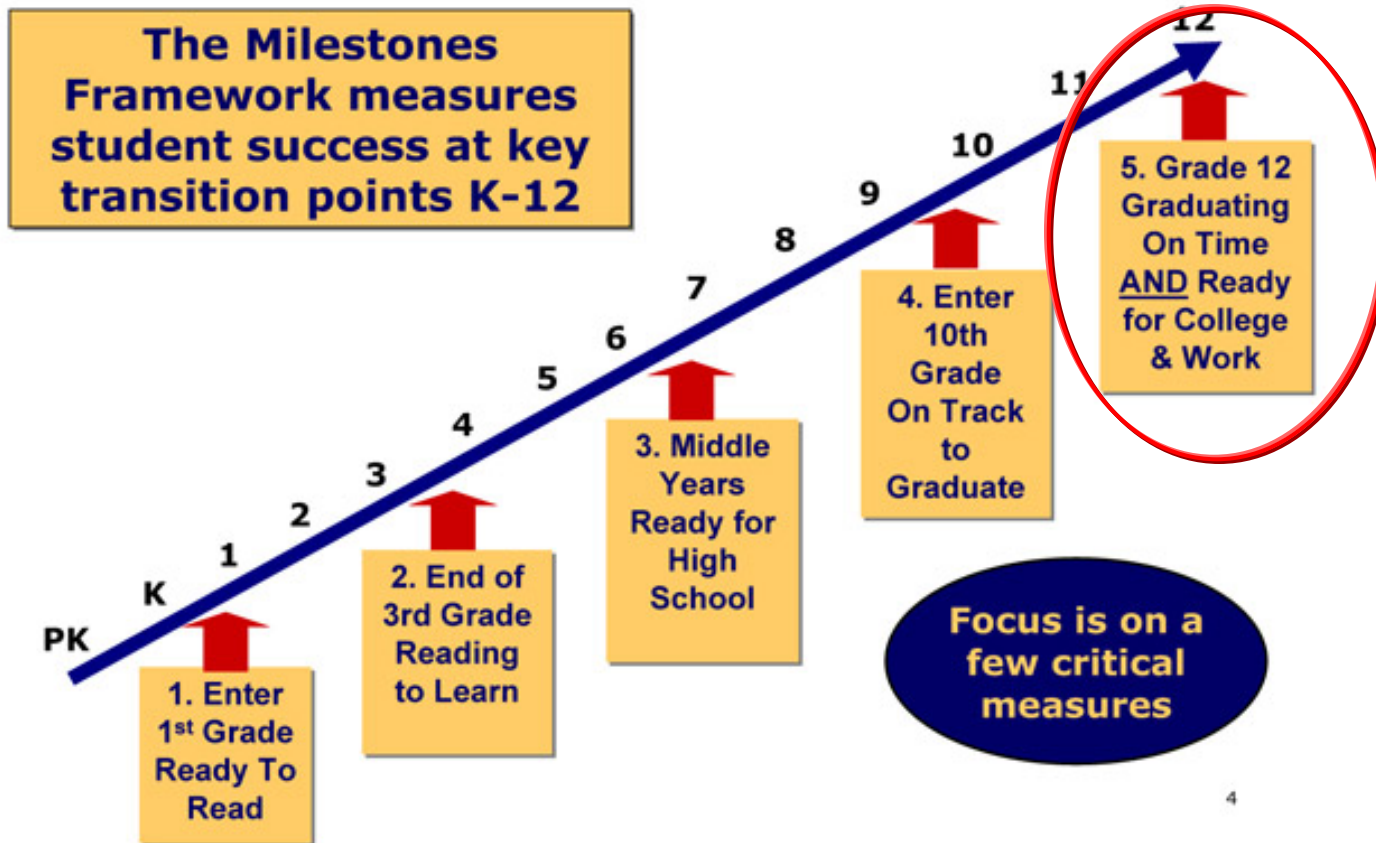 The Milestones
Framework measures
student success at key
transition points K-12
PK
K
1
2
3
4
5
6
7
8
9
10
11
12
1. Enter
1st Grade
Ready To
Read
2. End of
3rd Grade
Reading
to Learn
3. Middle
Years
Ready for
High
School
4. Enter
10th
Grade
On Track
to
Graduate
5. Grade 12
Graduating
On Time
AND Ready
for College
& Work
Focus is on a
few critical
measures
4